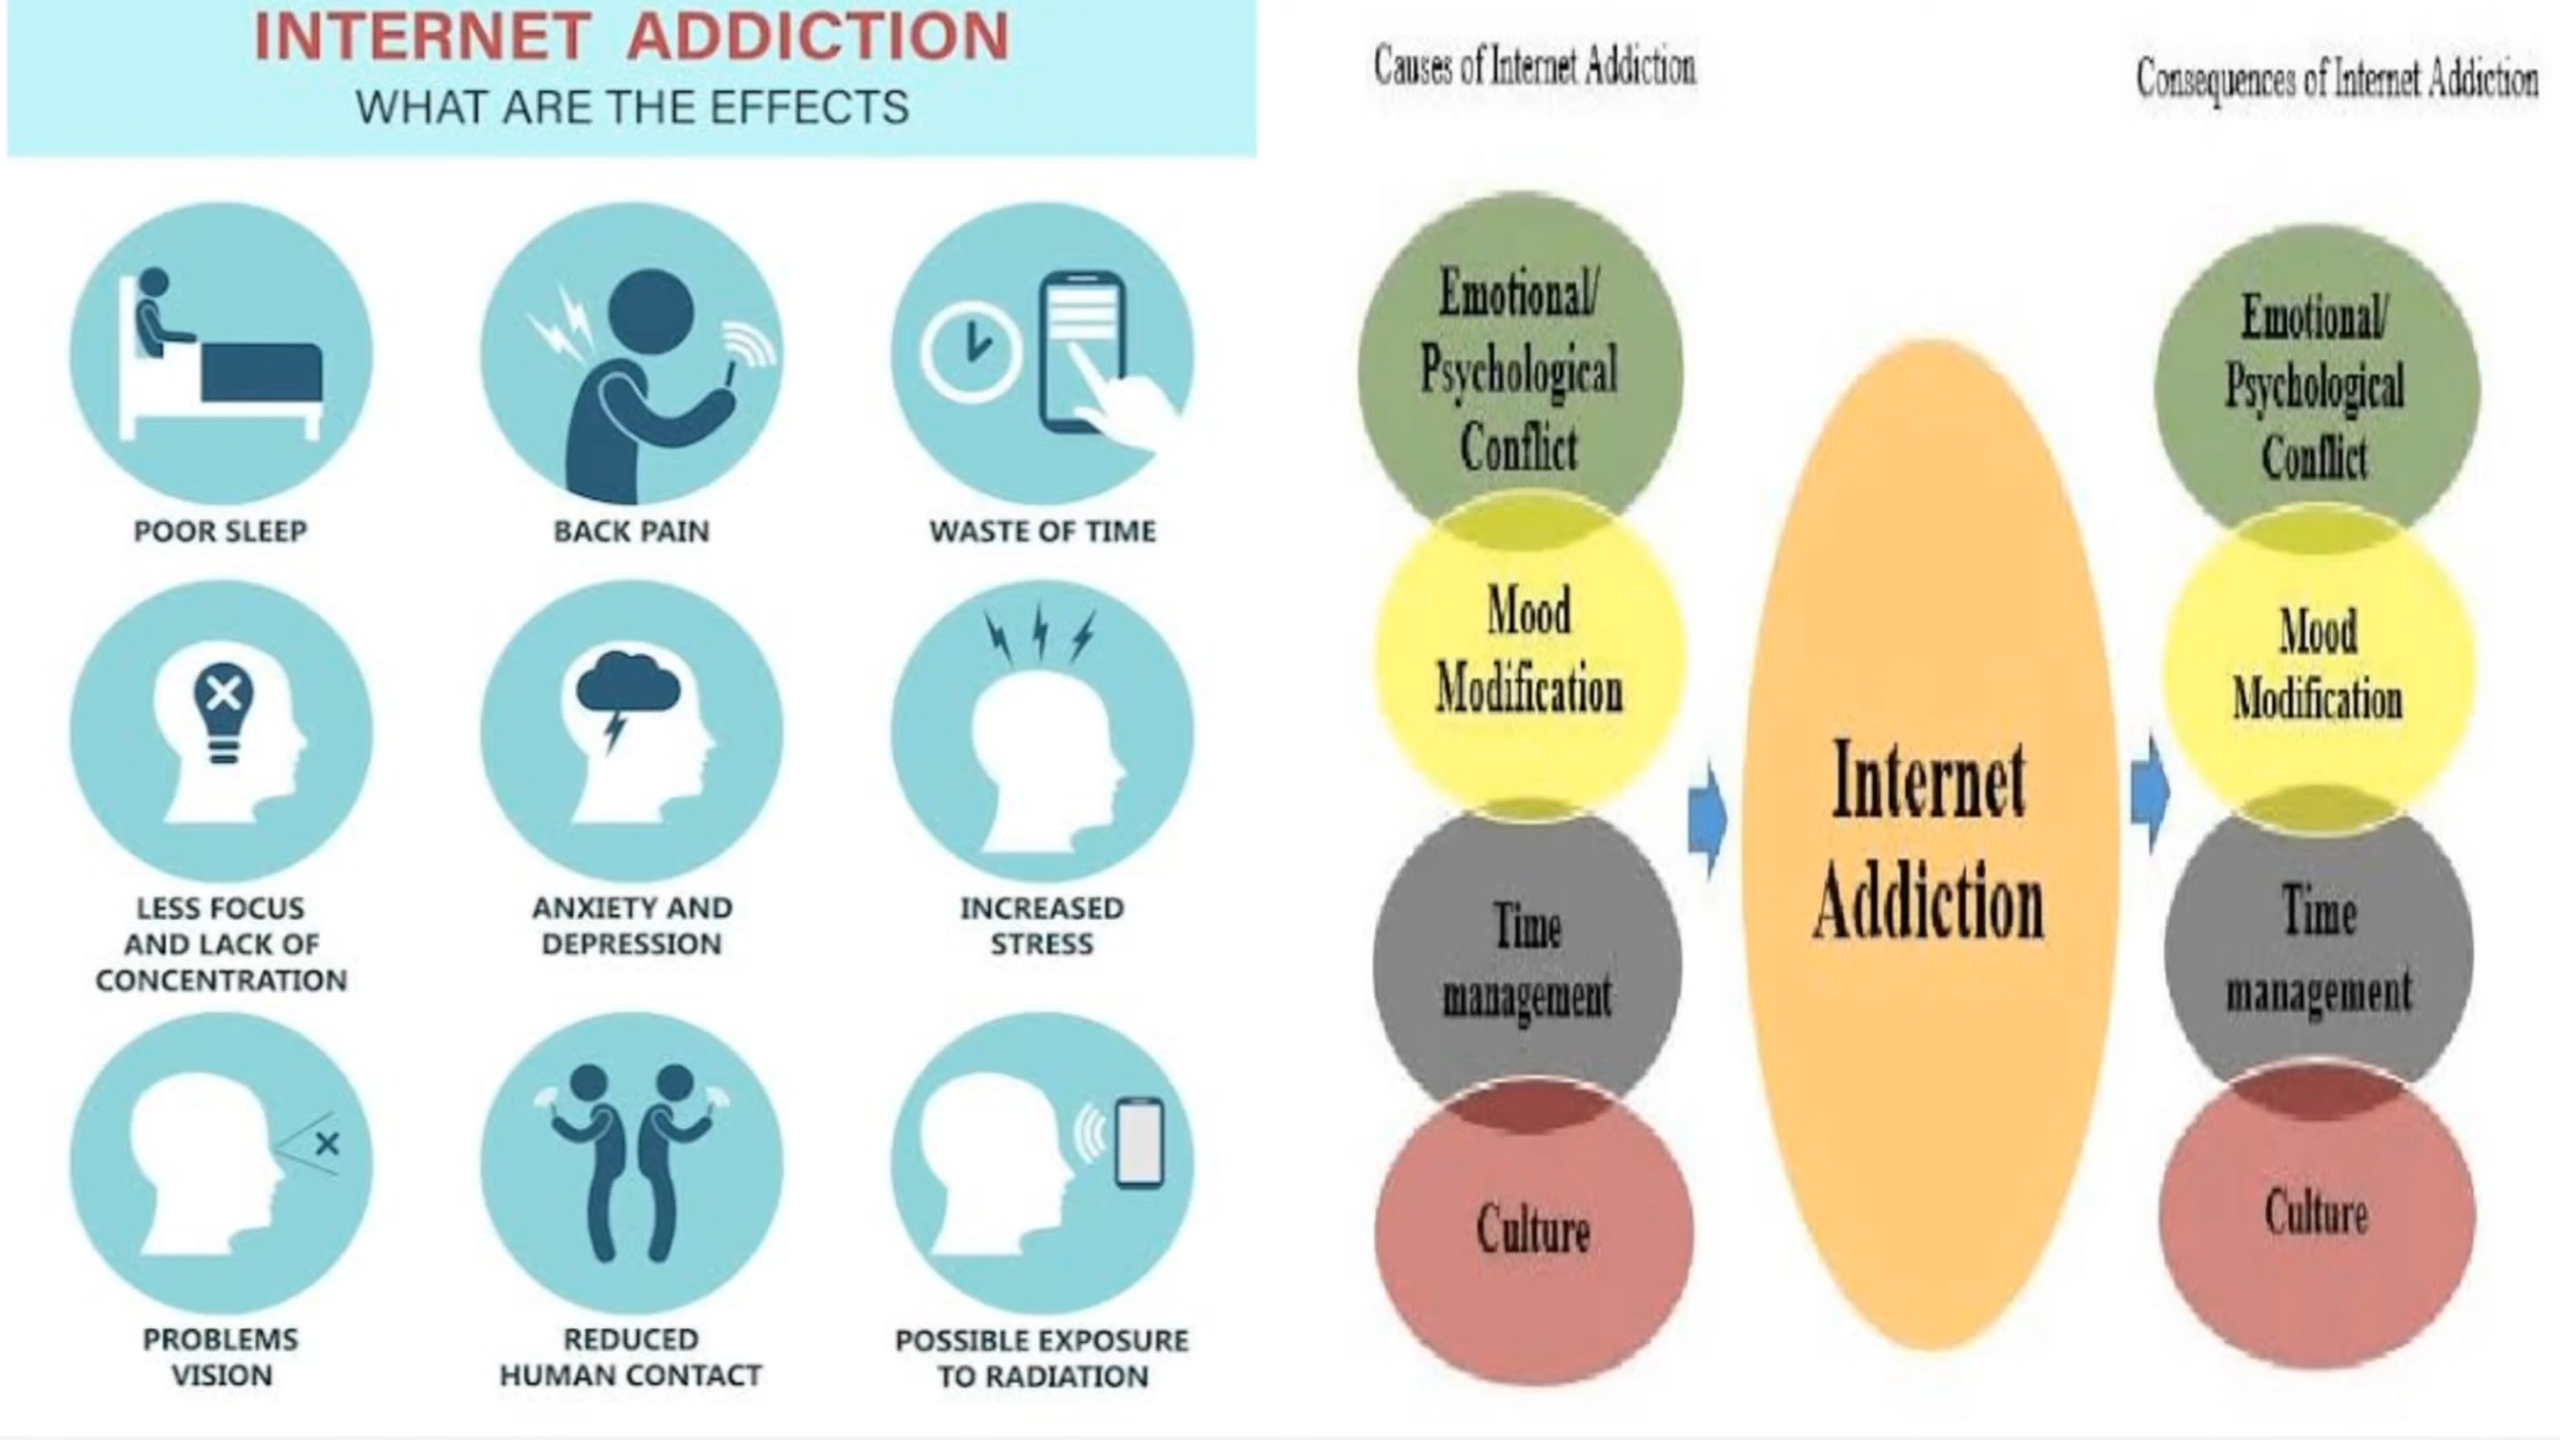 INTERNET ADDICTION
WHAT ARE THE EFFECTS
POOR SLEEP
BACK PAIN
WASTE OF TIME
LESS FOCUS
AND LACK OF
CONCENTRATION
ANXIETY AND
DEPRESSION
INCREASED
STRESS
PROBLEMS
VISION
REDUCED
HUMAN CONTACT
POSSIBLE EXPOSURE
TO RADIATION
Causes of Internet Addiction
Emotional/
Psychological
Conflict
Mood
Modification
Time
management
Culture
Internet
Addiction
Consequences of Internet Addiction
Emotional/
Psychological
Conflict
Mood
Modification
Time
management
Culture